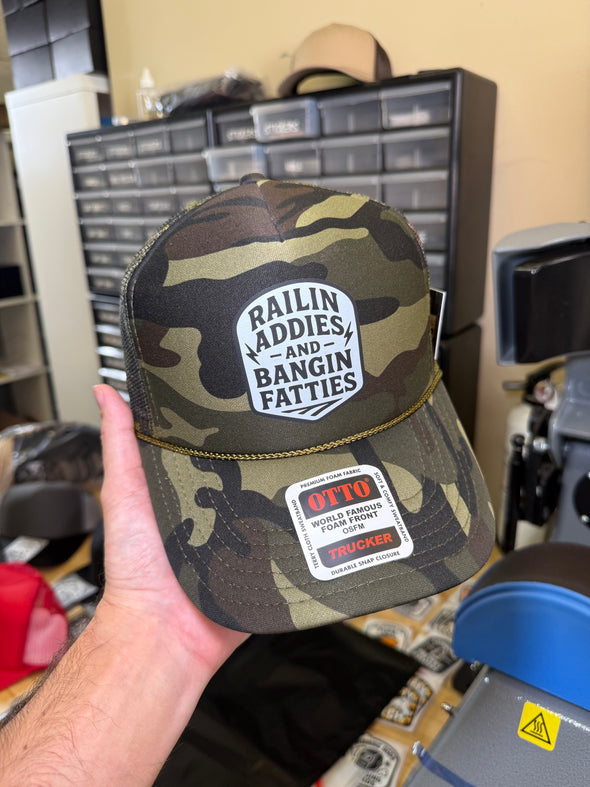 RAILIN
ADDIES
AND
BANGIN
FATTIES
PREMIUM FOAM FABRIC
SOFT & COMFY SWEATBAND
OTTO
WORLD FAMOUS
FOAM FRONT
OSFM
TRUCKER
TERRY CLOTH SWEATBAND
DURABLE SNAP CLOSURE